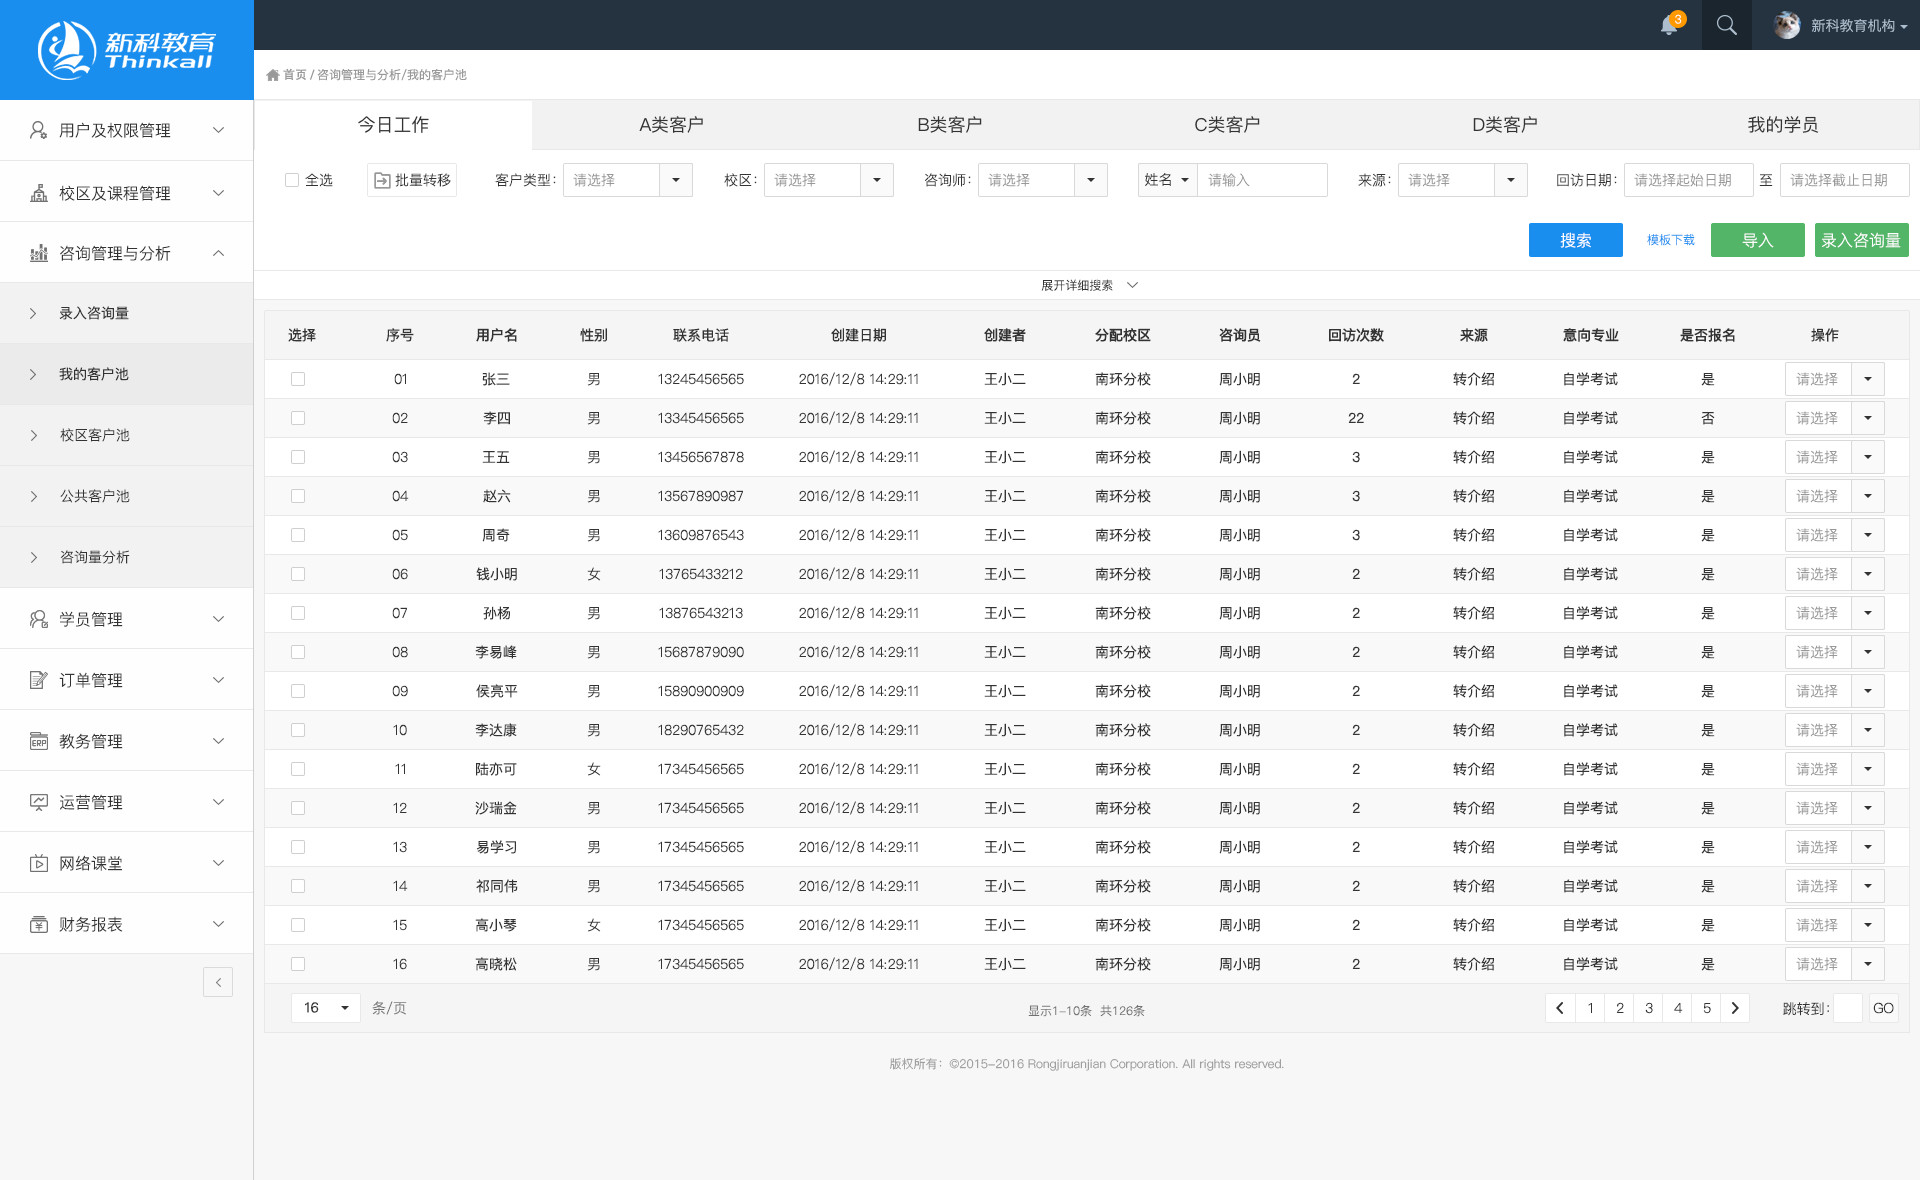 新科教育
Thinkall
3
新科教育机构
首页 / 咨询管理与分析/我的客户池
用户及权限管理
校区及课程管理
咨询管理与分析
录入咨询量
我的客户池
校区客户池
公共客户池
咨询量分析
学员管理
订单管理
ERP 教务管理
运营管理
网络课堂
财务报表
今日工作 A类客户 B类客户 C类客户 D类客户 我的学员
全选 批量转移 客户类型: 请选择 校区: 请选择 咨询师: 请选择 姓名 请输入 来源: 请选择 回访日期: 请选择起始日期 至 请选择截止日期
搜索 模板下载 导入 录入咨询量
展开详细搜索
选择 序号 用户名 性别 联系电话 创建日期 创建者 分配校区 咨询员 回访次数 来源 意向专业 是否报名 操作
01 张三 男 13245456565 2016/12/8 14:29:11 王小二 南环分校 周小明 2 转介绍 自学考试 是 请选择
02 李四 男 13345456565 2016/12/8 14:29:11 王小二 南环分校 周小明 22 转介绍 自学考试 否 请选择
03 王五 男 13456567878 2016/12/8 14:29:11 王小二 南环分校 周小明 3 转介绍 自学考试 是 请选择
04 赵六 男 13567890987 2016/12/8 14:29:11 王小二 南环分校 周小明 3 转介绍 自学考试 是 请选择
05 周奇 男 13609876543 2016/12/8 14:29:11 王小二 南环分校 周小明 3 转介绍 自学考试 是 请选择
06 钱小明 女 13765433212 2016/12/8 14:29:11 王小二 南环分校 周小明 2 转介绍 自学考试 是 请选择
07 孙杨 男 13876543213 2016/12/8 14:29:11 王小二 南环分校 周小明 2 转介绍 自学考试 是 请选择
08 李易峰 男 15687879090 2016/12/8 14:29:11 王小二 南环分校 周小明 2 转介绍 自学考试 是 请选择
09 侯亮平 男 15890900909 2016/12/8 14:29:11 王小二 南环分校 周小明 2 转介绍 自学考试 是 请选择
10 李达康 男 18290765432 2016/12/8 14:29:11 王小二 南环分校 周小明 2 转介绍 自学考试 是 请选择
11 陆亦可 女 17345456565 2016/12/8 14:29:11 王小二 南环分校 周小明 2 转介绍 自学考试 是 请选择
12 沙瑞金 男 17345456565 2016/12/8 14:29:11 王小二 南环分校 周小明 2 转介绍 自学考试 是 请选择
13 易学习 男 17345456565 2016/12/8 14:29:11 王小二 南环分校 周小明 2 转介绍 自学考试 是 请选择
14 祁同伟 男 17345456565 2016/12/8 14:29:11 王小二 南环分校 周小明 2 转介绍 自学考试 是 请选择
15 高小琴 女 17345456565 2016/12/8 14:29:11 王小二 南环分校 周小明 2 转介绍 自学考试 是 请选择
16 高晓松 男 17345456565 2016/12/8 14:29:11 王小二 南环分校 周小明 2 转介绍 自学考试 是 请选择
16 条/页 显示1-10条 共126条 1 2 3 4 5 跳转到: GO
版权所有: ©2015-2016 Rongjiruanjian Corporation. All rights reserved.